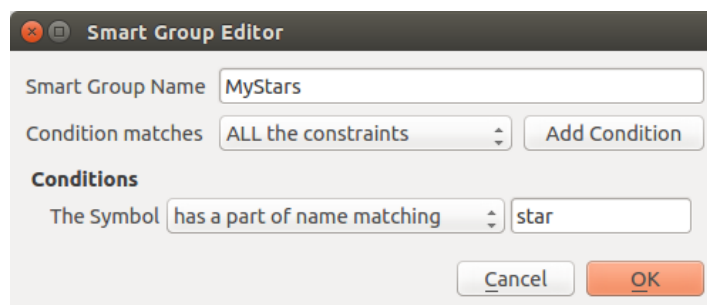 Smart Group Editor
Smart Group Name MyStars
Condition matches ALL the constraints Add Condition
Conditions
The Symbol has a part of name matching star
Cancel OK